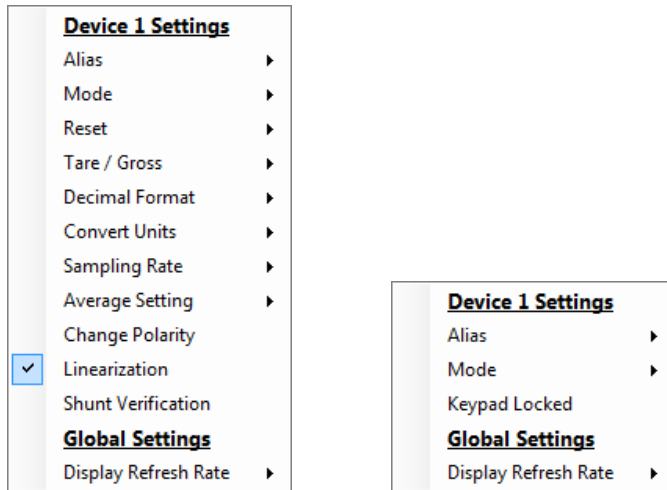 Device 1 Settings
Alias
Mode
Reset
Tare / Gross
Decimal Format
Convert Units
Sampling Rate
Average Setting
Change Polarity
Linearization
Shunt Verification
Global Settings
Display Refresh Rate
Device 1 Settings
Alias
Mode
Keypad Locked
Global Settings
Display Refresh Rate